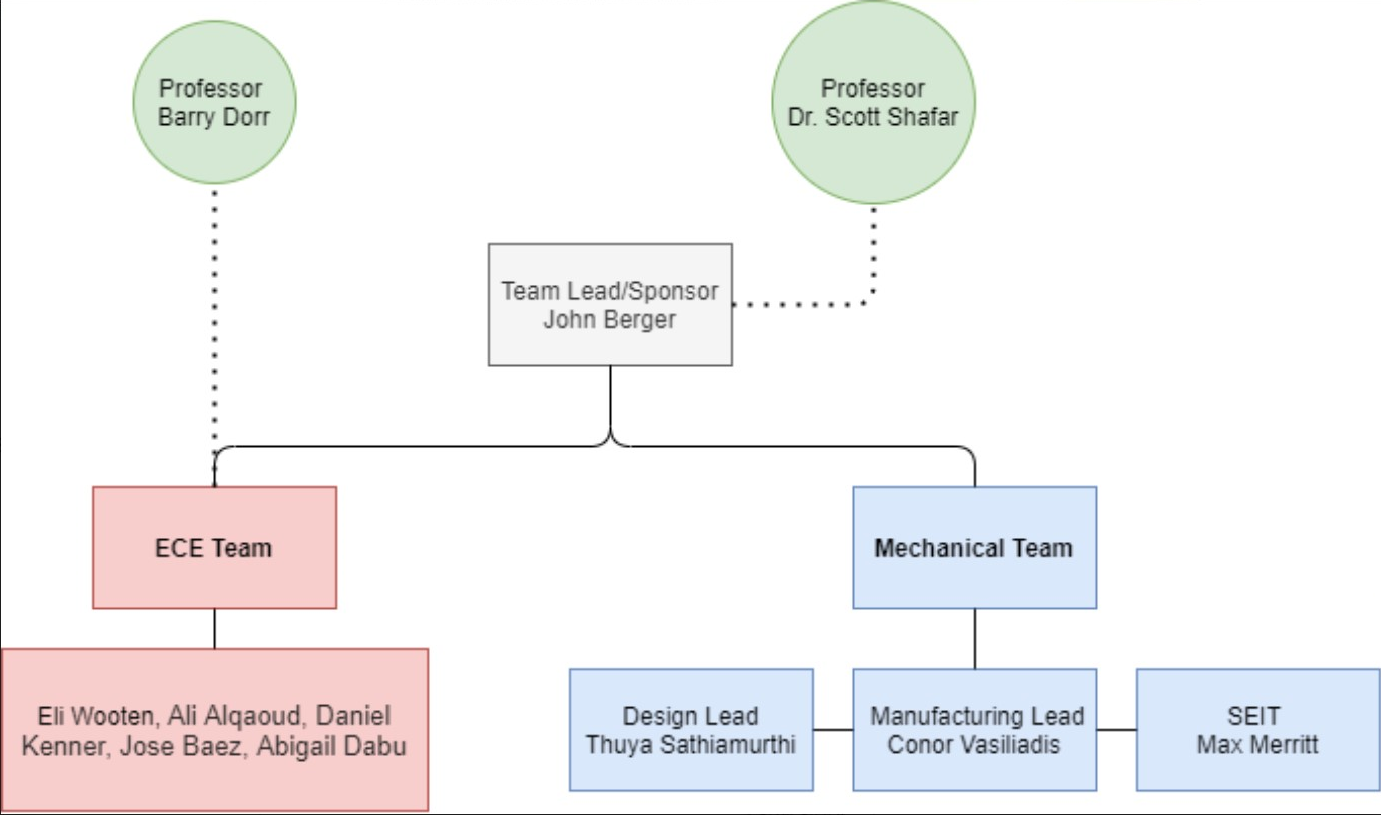 Professor
Barry Dorr
Professor
Dr. Scott Shafar
Team Lead/Sponsor
John Berger
ECE Team
Mechanical Team
Eli Wooten, Ali Alqaoud, Daniel
Kenner, Jose Baez, Abigail Dabu
Design Lead
Thuya Sathiamurthi
Manufacturing Lead
Conor Vasiliadis
SEIT
Max Merritt